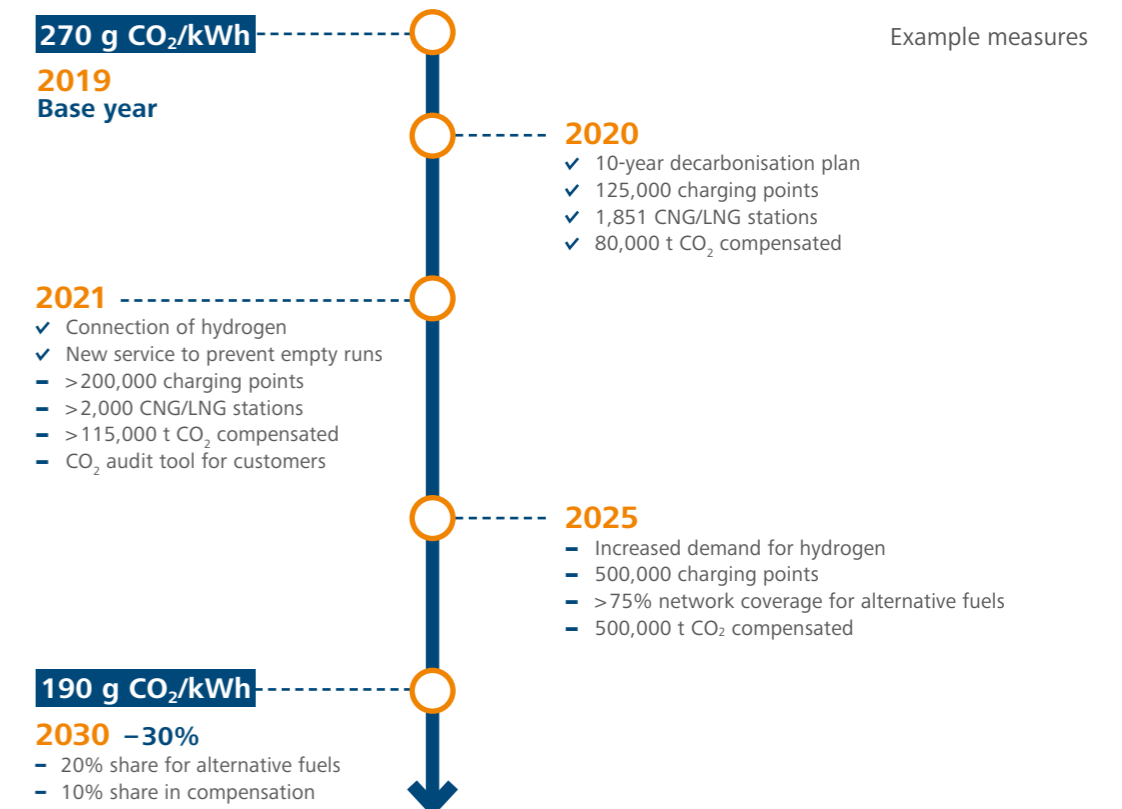 270 g CO₂/kWh
Example measures
2019
Base year
2020
✓ 10-year decarbonisation plan
✓ 125,000 charging points
✓ 1,851 CNG/LNG stations
✓ 80,000 t CO₂ compensated
2021
✓ Connection of hydrogen
✓ New service to prevent empty runs
– >200,000 charging points
– >2,000 CNG/LNG stations
– >115,000 t CO₂ compensated
– CO₂ audit tool for customers
2025
– Increased demand for hydrogen
– 500,000 charging points
– >75% network coverage for alternative fuels
– 500,000 t CO₂ compensated
190 g CO₂/kWh
2030 –30%
– 20% share for alternative fuels
– 10% share in compensation